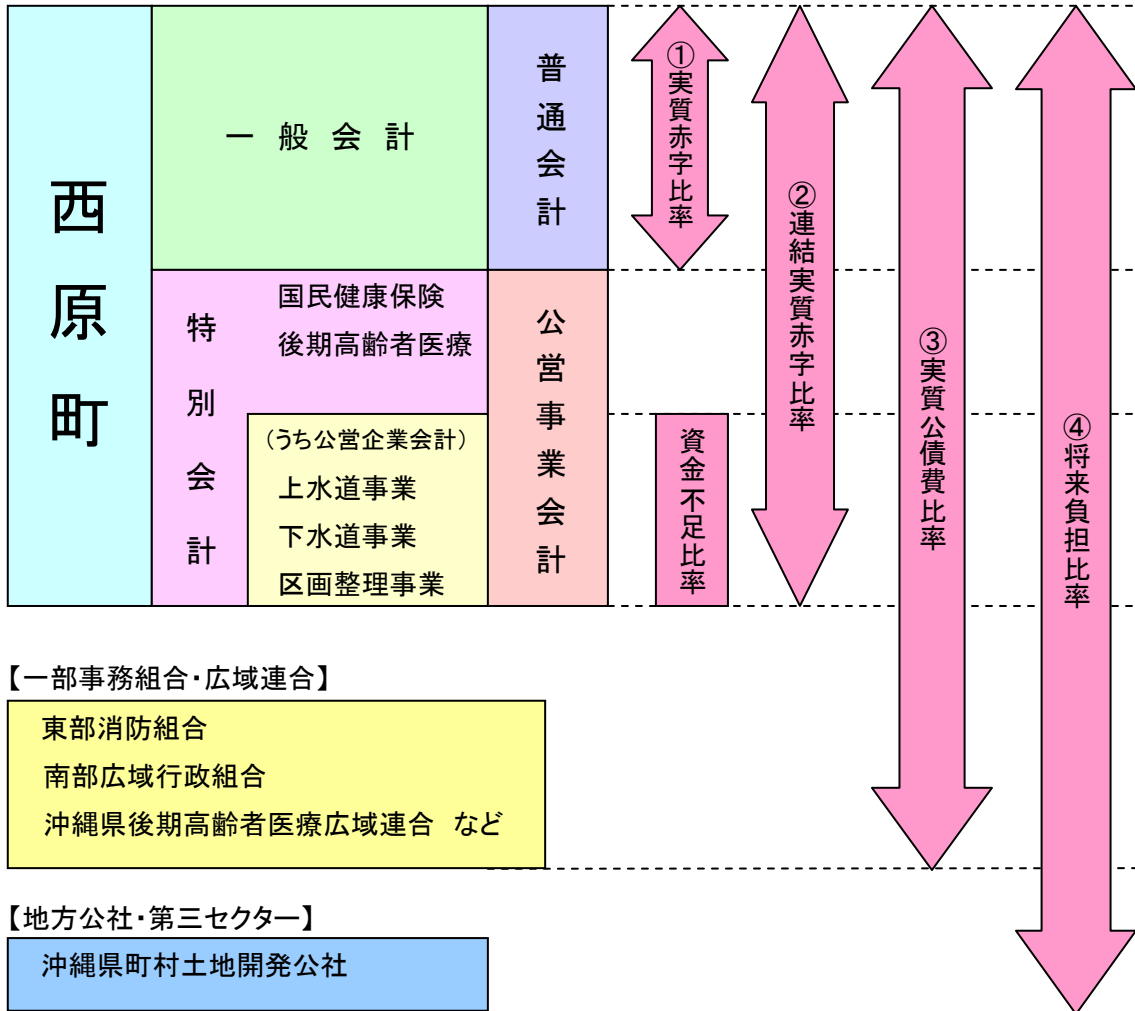 西原町
一般会計
普通会計
①実質赤字比率
②連結実質赤字比率
③実質公債費比率
④将来負担比率
特別会計
国民健康保険
後期高齢者医療
(うち公営企業会計)
上水道事業
下水道事業
区画整理事業
公営事業会計
資金不足比率
【一部事務組合・広域連合】
東部消防組合
南部広域行政組合
沖縄県後期高齢者医療広域連合 など
【地方公社・第三セクター】
沖縄県町村土地開発公社